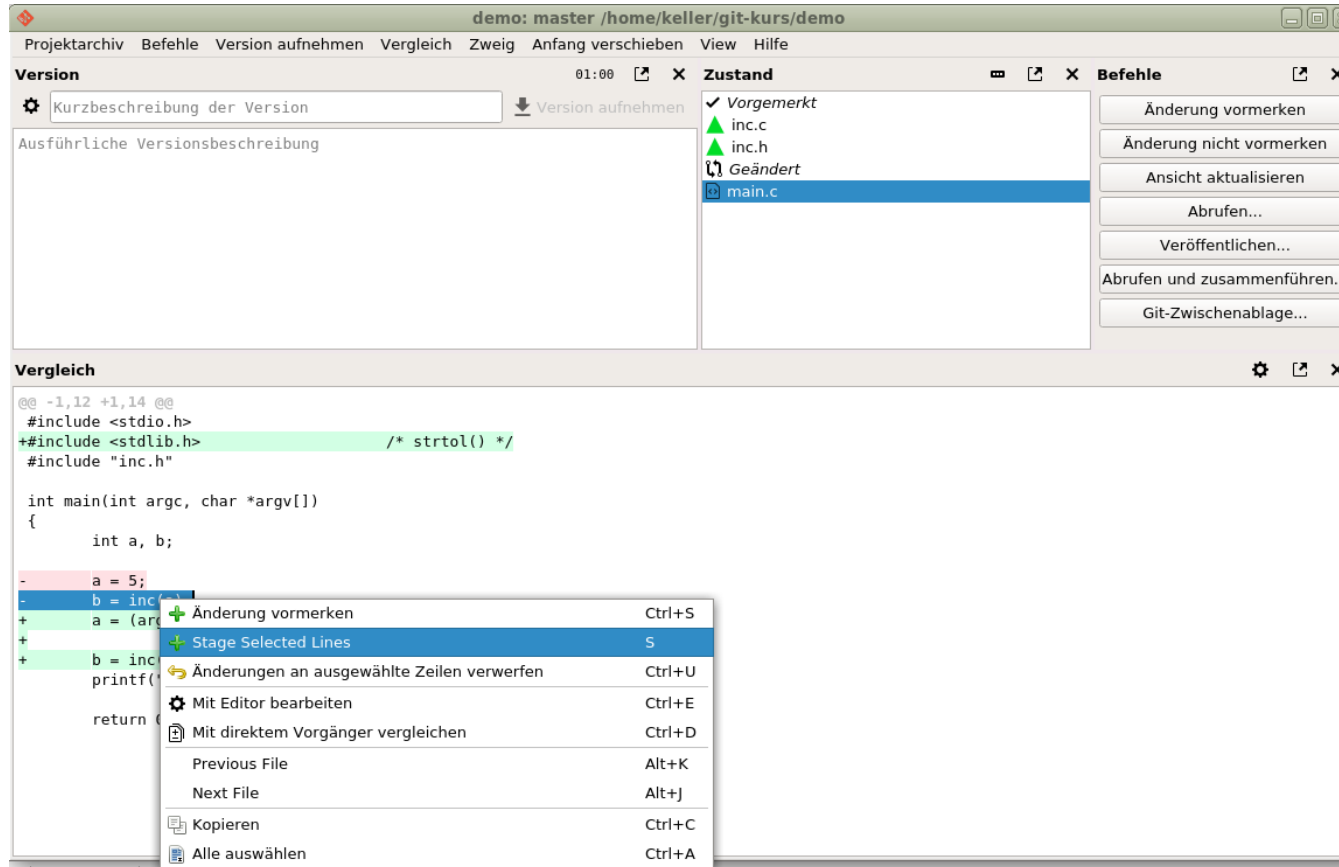 demo: master /home/keller/git-kurs/demo
Projektarchiv Befehle Version aufnehmen Vergleich Zweig Anfang verschieben View Hilfe
Version 01:00
Kurzbeschreibung der Version Version aufnehmen
Ausführliche Versionsbeschreibung
Zustand
Vorgemerkt
inc.c
inc.h
Geändert
main.c
Befehle
Änderung vormerken
Änderung nicht vormerken
Ansicht aktualisieren
Abrufen...
Veröffentlichen...
Abrufen und zusammenführen.
Git-Zwischenablage...
Vergleich
@@ -1,12 +1,14 @@
#include <stdio.h>
+#include <stdlib.h> /* strtol() */
#include "inc.h"
int main(int argc, char *argv[])
{
int a, b;
- a = 5;
- b = inc(
+ a = (arg
+
+ b = inc
printf("
return
Änderung vormerken Ctrl+S
Stage Selected Lines S
Änderungen an ausgewählte Zeilen verwerfen Ctrl+U
Mit Editor bearbeiten Ctrl+E
Mit direktem Vorgänger vergleichen Ctrl+D
Previous File Alt+K
Next File Alt+J
Kopieren Ctrl+C
Alle auswählen Ctrl+A